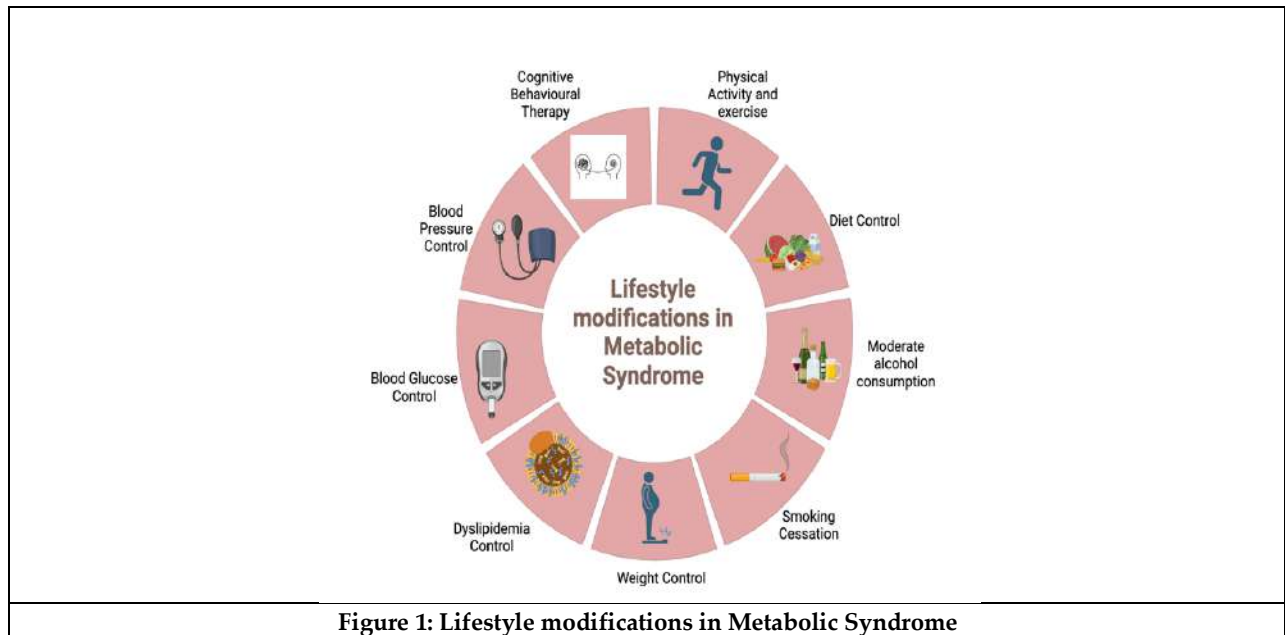 Cognitive
Behavioural
Therapy
Physical
Activity and
exercise
Diet Control
Moderate
alcohol
consumption
Smoking
Cessation
Weight Control
Dyslipidemia
Control
Blood Glucose
Control
Blood
Pressure
Control
Lifestyle
modifications in
Metabolic
Syndrome
Figure 1: Lifestyle modifications in Metabolic Syndrome